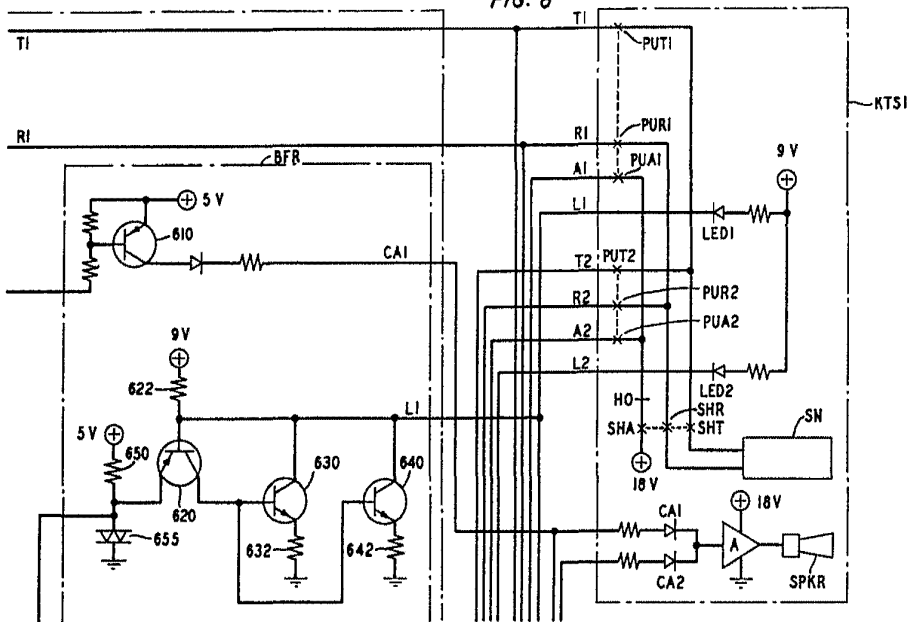 FIG. 6
T1
T1
PUT1
KTS1
R1
R1
PUR1
BFR
PUA1
9 V
A1
5 V
L1
610
LED1
CA1
T2
PUT2
R2
PUR2
A2
PUA2
9 V
L2
LED2
622
HO
SHR
L1
SN
5 V
SHA
SHT
650
630
640
18 V
620
18 V
CA1
655
632
642
A
CA2
SPKR